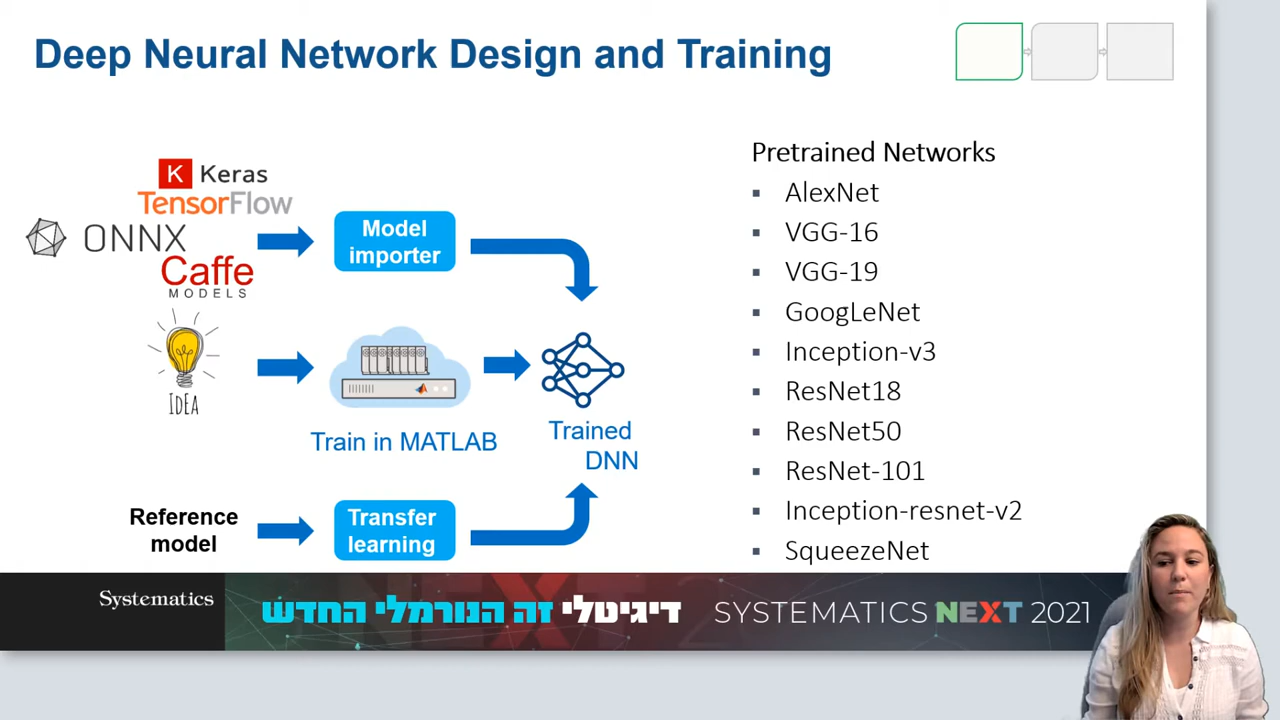 Deep Neural Network Design and Training
K Keras
TensorFlow
ONNX
Caffe
MODELS
Model
importer
IDEA
Train in MATLAB
Trained
DNN
Reference
model
Transfer
learning
Pretrained Networks
▪ AlexNet
▪ VGG-16
▪ VGG-19
▪ GoogLeNet
▪ Inception-v3
▪ ResNet18
▪ ResNet50
▪ ResNet-101
▪ Inception-resnet-v2
▪ SqueezeNet
Systematics
דיגיטלי זה הנורמלי החדש
SYSTEMATICS NEXT 2021